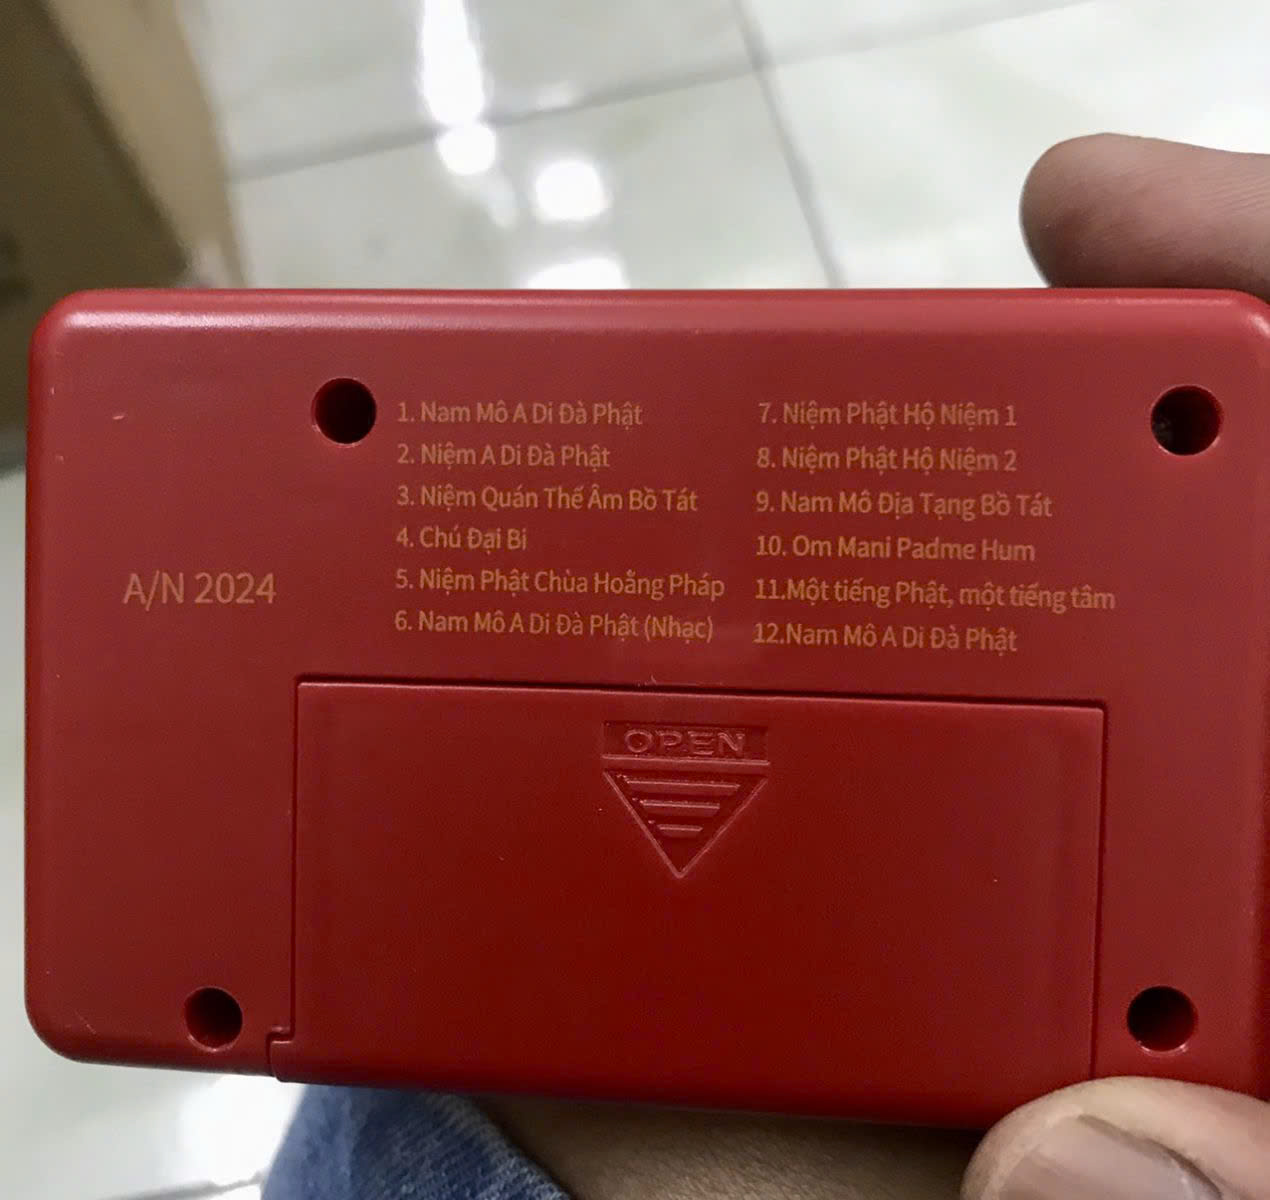 1. Nam Mô A Di Đà Phật
2. Niệm A Di Đà Phật
3. Niệm Quán Thế Âm Bồ Tát
4. Chú Đại Bi
5. Niệm Phật Chùa Hoằng Pháp
6. Nam Mô A Di Đà Phật (Nhạc)
7. Niệm Phật Hộ Niệm 1
8. Niệm Phật Hộ Niệm 2
9. Nam Mô Địa Tạng Bồ Tát
10. Om Mani Padme Hum
11.Một tiếng Phật, một tiếng tâm
12.Nam Mô A Di Đà Phật
A/N 2024
OPEN